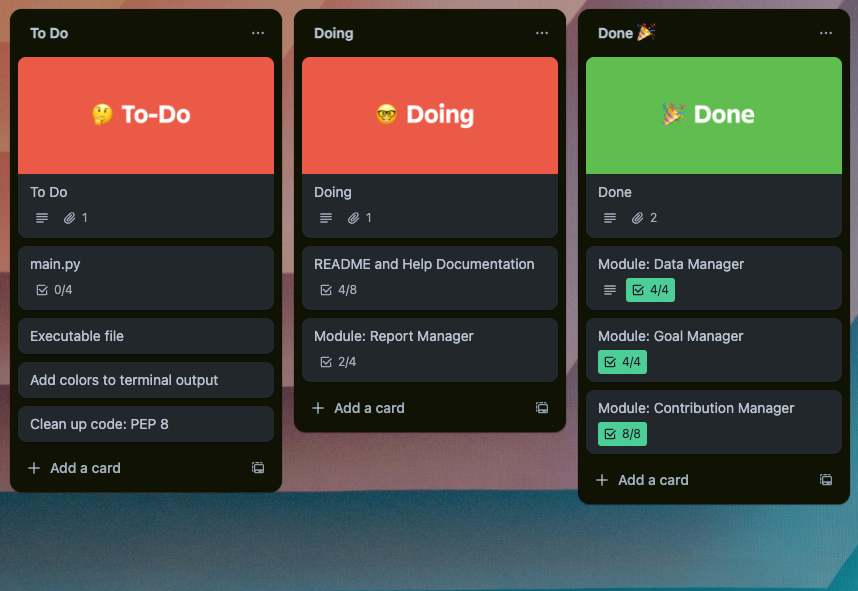 To Do
🤔 To-Do
To Do
1
main.py
0/4
Executable file
Add colors to terminal output
Clean up code: PEP 8
+ Add a card
Doing
🤓 Doing
Doing
1
README and Help Documentation
4/8
Module: Report Manager
2/4
+ Add a card
Done 🎉
🎉 Done
Done
2
Module: Data Manager
4/4
Module: Goal Manager
4/4
Module: Contribution Manager
8/8
+ Add a card